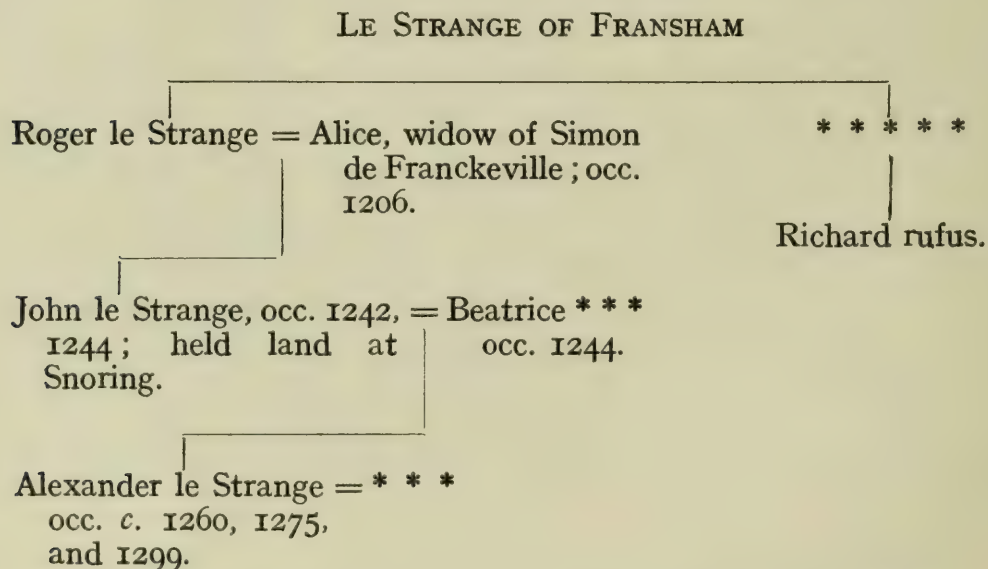 LE STRANGE OF FRANSHAM
Roger le Strange = Alice, widow of Simon
de Franckeville ; occ.
1206.
* * * * *
Richard rufus.
John le Strange, occ. 1242, = Beatrice * * *
1244 ; held land at occ. 1244.
Snoring.
Alexander le Strange = * * *
occ. c. 1260, 1275,
and 1299.